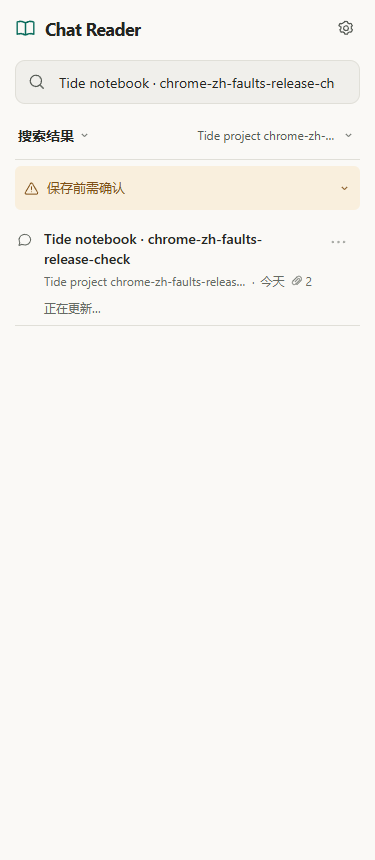 Chat Reader
Tide notebook · chrome-zh-faults-release-ch
搜索结果
Tide project chrome-zh-...
保存前需确认
Tide notebook · chrome-zh-faults-
release-check
Tide project chrome-zh-faults-releas... · 今天 2
正在更新...